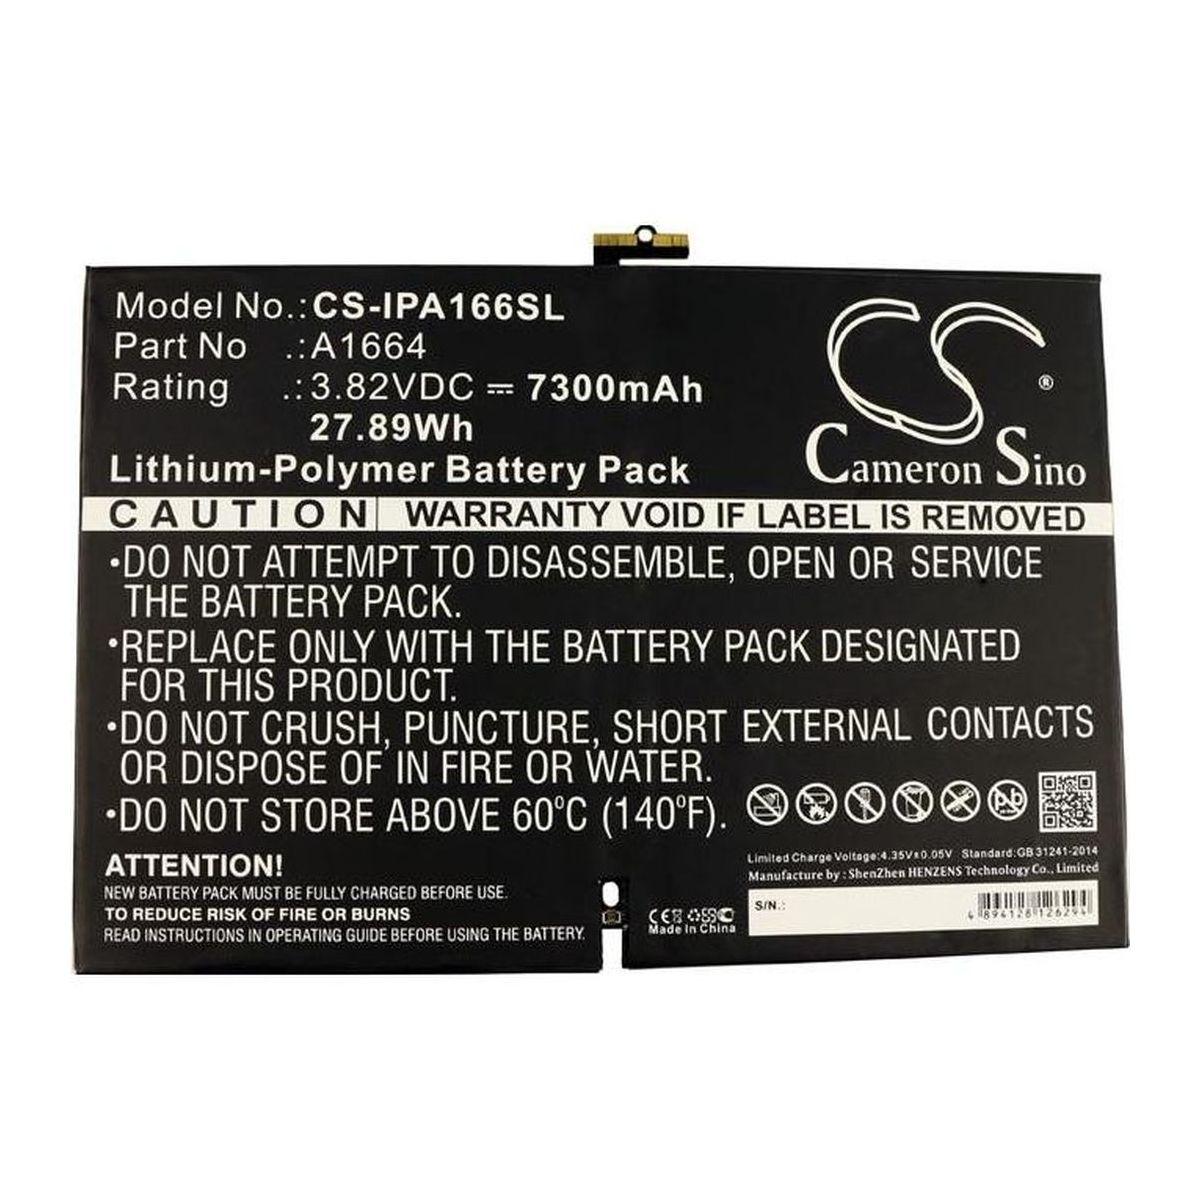 Model No.: CS-IPA166SL
Part No .: A1664
Rating .: 3.82VDC ⎓ 7300mAh
27.89Wh
Lithium-Polymer Battery Pack
CS
®
Cameron Sino
CAUTION WARRANTY VOID IF LABEL IS REMOVED
•DO NOT ATTEMPT TO DISASSEMBLE, OPEN OR SERVICE
THE BATTERY PACK.
•REPLACE ONLY WITH THE BATTERY PACK DESIGNATED
FOR THIS PRODUCT.
•DO NOT CRUSH, PUNCTURE, SHORT EXTERNAL CONTACTS
OR DISPOSE OF IN FIRE OR WATER.
•DO NOT STORE ABOVE 60°C (140°F).
Pb
ATTENTION!
NEW BATTERY PACK MUST BE FULLY CHARGED BEFORE USE.
TO REDUCE RISK OF FIRE OR BURNS
READ INSTRUCTIONS IN OPERATING GUIDE BEFORE USING THE BATTERY.
CE
Made In China
Limited Charge Voltage:4.35V±0.05V Standard:GB 31241-2014
Manufacture by : ShenZhen HENZENS Technology Co., Limited
S/N.:
4 894128 126294